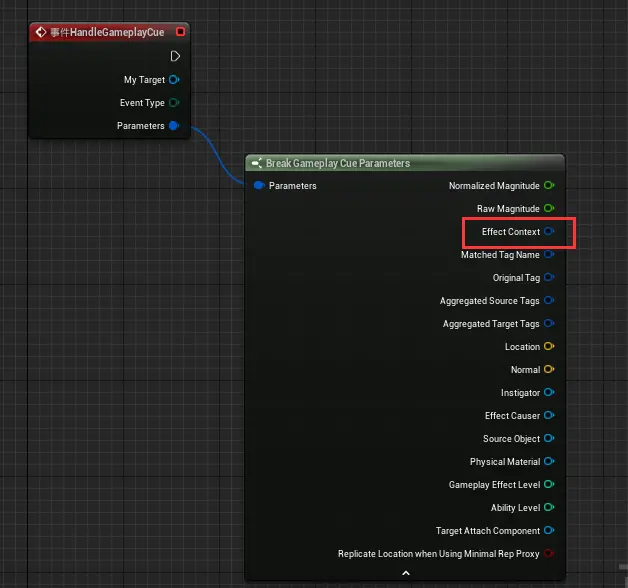 事件HandleGameplayCue
My Target
Event Type
Parameters
Break Gameplay Cue Parameters
Parameters
Normalized Magnitude
Raw Magnitude
Effect Context
Matched Tag Name
Original Tag
Aggregated Source Tags
Aggregated Target Tags
Location
Normal
Instigator
Effect Causer
Source Object
Physical Material
Gameplay Effect Level
Ability Level
Target Attach Component
Replicate Location when Using Minimal Rep Proxy